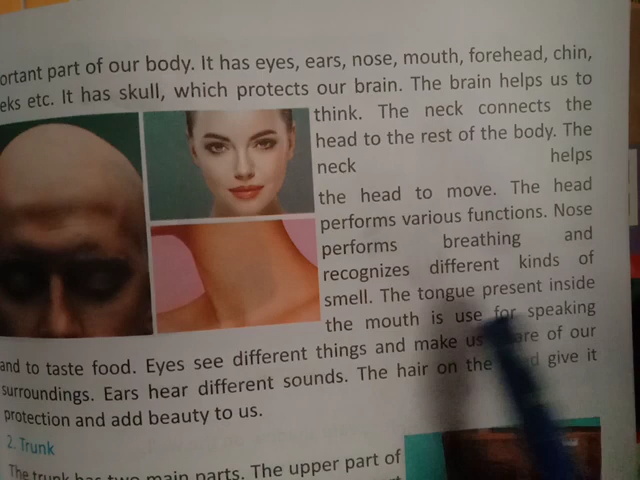 ortant part of our body. It has eyes, ears, nose, mouth, forehead, chin,
eks etc. It has skull, which protects our brain. The brain helps us to
think. The neck connects the
head to the rest of the body. The
neck helps
the head to move. The head
performs various functions. Nose
performs breathing and
recognizes different kinds of
smell. The tongue present inside
the mouth is use for speaking
and to taste food. Eyes see different things and make us are of our
surroundings. Ears hear different sounds. The hair on the give it
protection and add beauty to us.
2. Trunk
The trunk has two main parts. The upper part of